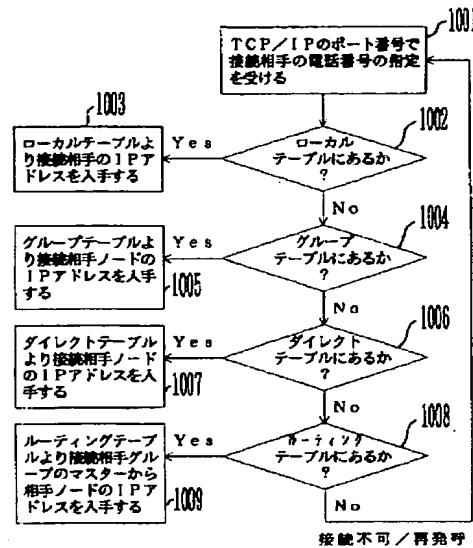 1001
TCP/IPのポート番号で
接続相手の電話番号の指定
を受ける
1003
ローカルテーブルよ
り接続相手のIPア
ドレスを入手する
Yes
1002
ローカル
テーブルにあるか
?
No
グループテーブルよ
り接続相手ノードの
IPアドレスを入手
する
1005
Yes
1004
グループ
テーブルにあるか
?
No
ダイレクトテーブル
より接続相手ノード
のIPアドレスを入
手する
1007
Yes
1006
ダイレクト
テーブルにあるか
?
No
ルーティングテーブ
ルより接続相手グル
ープのマスターから
相手ノードのIPア
ドレスを入手する
1009
Yes
1008
ルーティング
テーブルにあるか
?
No
接続不可/再発呼